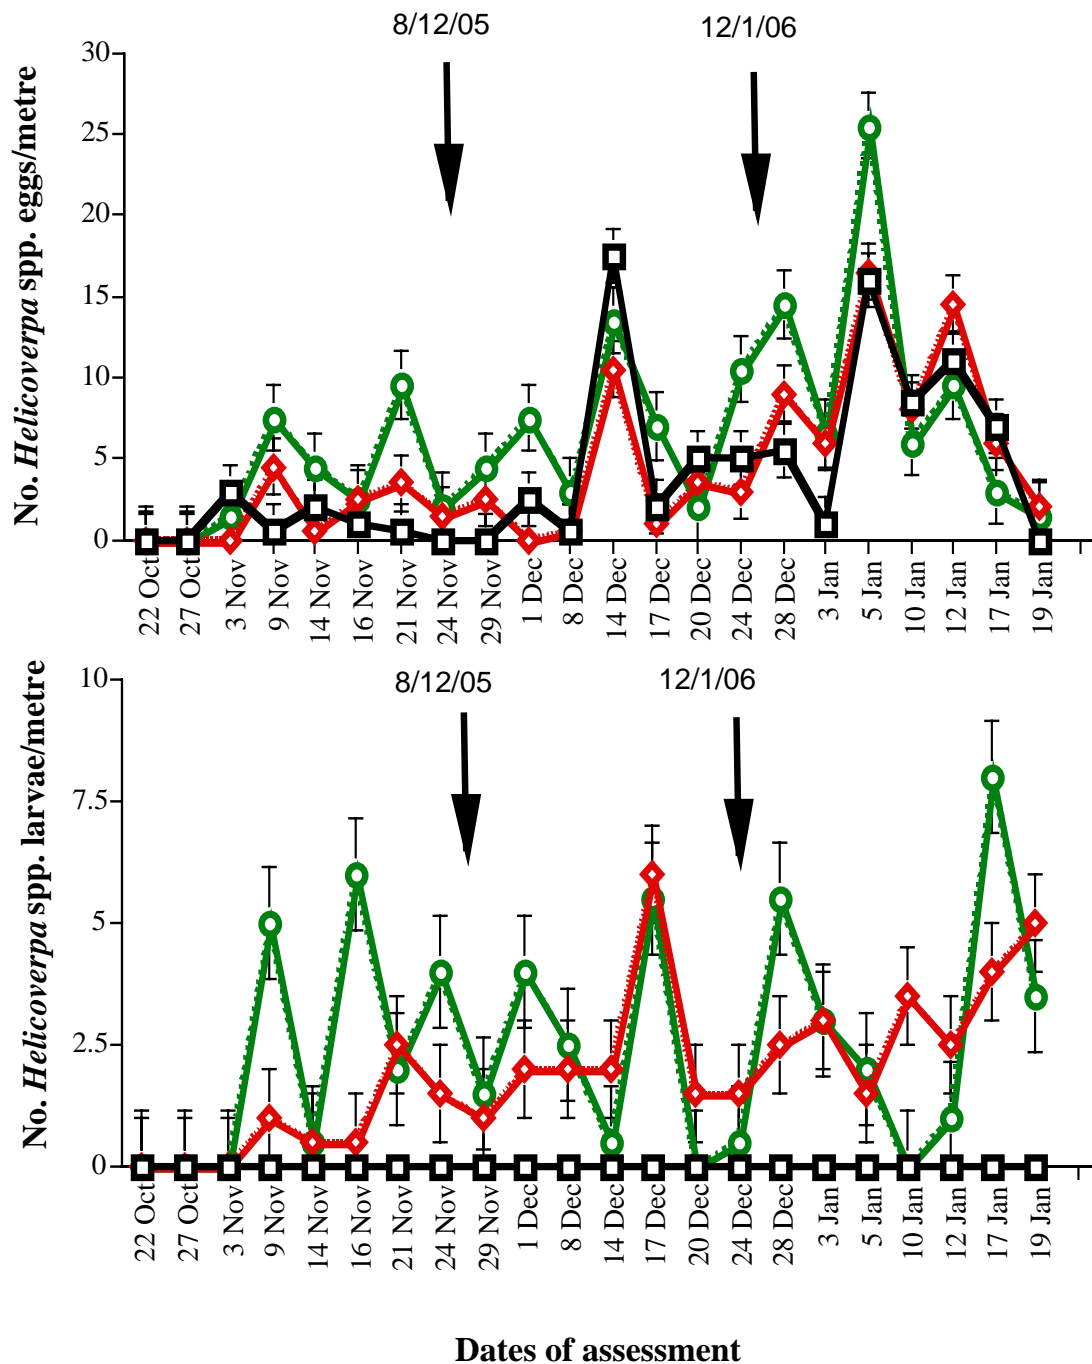 8/12/05 12/1/06
No. Helicoverpa spp. eggs/metre
30
25
20
15
10
5
0
22 Oct 27 Oct 3 Nov 9 Nov 14 Nov 16 Nov 21 Nov 24 Nov 29 Nov 1 Dec 8 Dec 14 Dec 17 Dec 20 Dec 24 Dec 28 Dec 3 Jan 5 Jan 10 Jan 12 Jan 17 Jan 19 Jan
8/12/05 12/1/06
No. Helicoverpa spp. larvae/metre
10
7.5
5
2.5
0
22 Oct 27 Oct 3 Nov 9 Nov 14 Nov 16 Nov 21 Nov 24 Nov 29 Nov 1 Dec 8 Dec 14 Dec 17 Dec 20 Dec 24 Dec 28 Dec 3 Jan 5 Jan 10 Jan 12 Jan 17 Jan 19 Jan
Dates of assessment